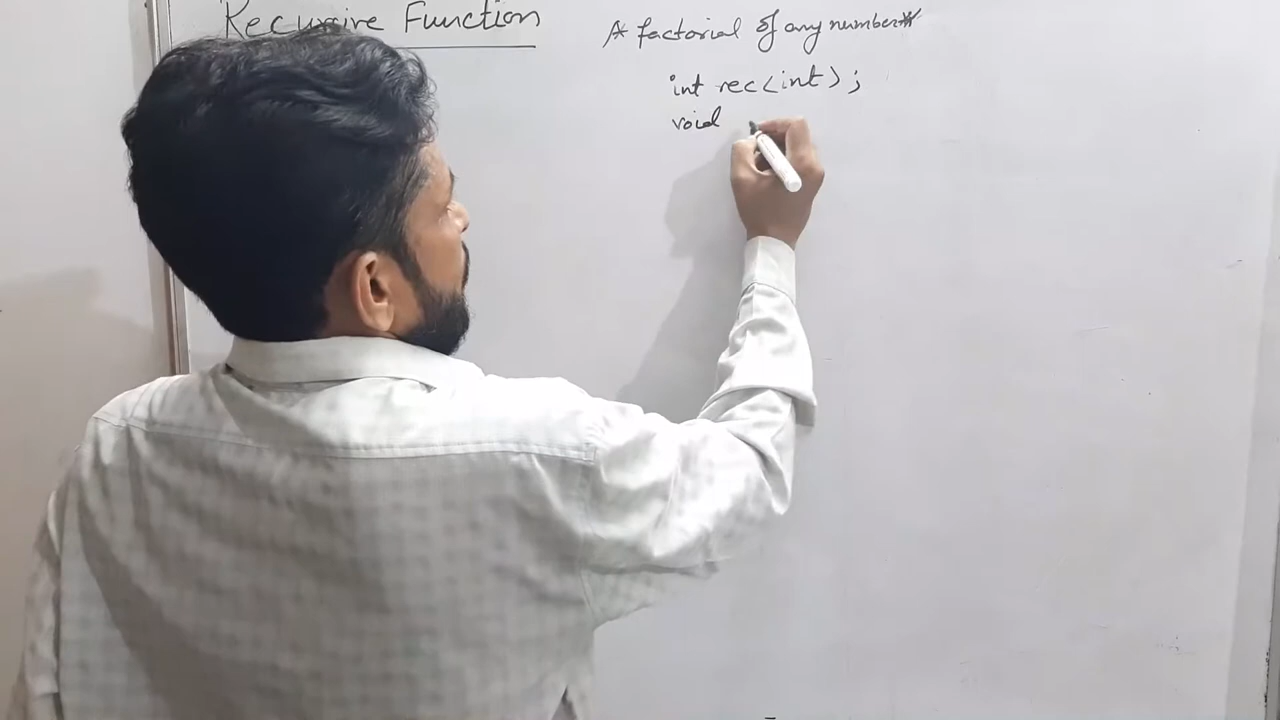 Recursive Function
* factorial of any number *
int rec(int);
void